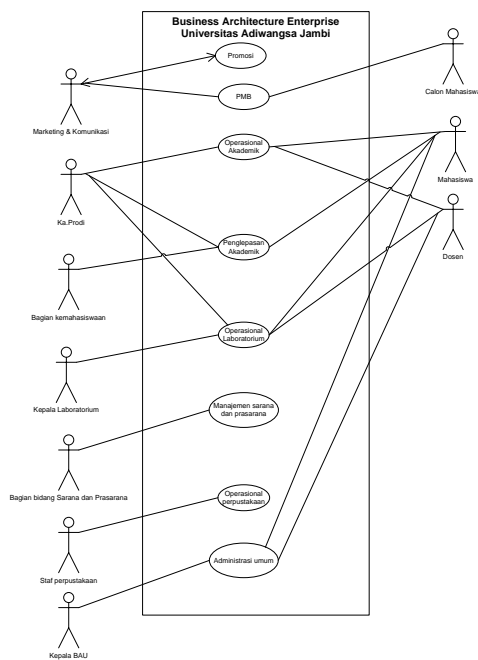 Business Architecture Enterprise
Universitas Adiwangsa Jambi
Promosi
PMB
Marketing & Komunikasi
Calon Mahasiswa
Operasional
Akademik
Mahasiswa
Ka.Prodi
Penglepasan
Akademik
Dosen
Bagian kemahasiswaan
Operasional
Laboratorium
Kepala Laboratorium
Manajemen sarana
dan prasarana
Bagian bidang Sarana dan Prasarana
Operasional
perpustakaan
Staf perpustakaan
Administrasi umum
Kepala BAU